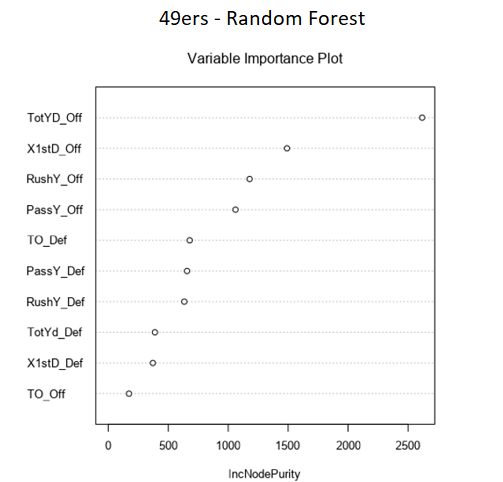 49ers - Random Forest
Variable Importance Plot
TotYD_Off
X1stD_Off
RushY_Off
PassY_Off
TO_Def
PassY_Def
RushY_Def
TotYd_Def
X1stD_Def
TO_Off
0 500 1000 1500 2000 2500
IncNodePurity